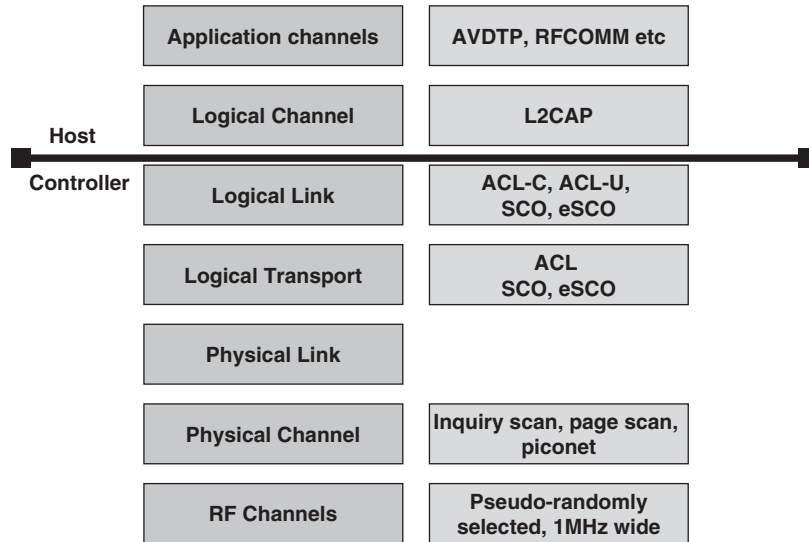 Application channels
AVDTP, RFCOMM etc
Logical Channel
L2CAP
Host
Controller
Logical Link
ACL-C, ACL-U,
SCO, eSCO
Logical Transport
ACL
SCO, eSCO
Physical Link
Physical Channel
Inquiry scan, page scan,
piconet
RF Channels
Pseudo-randomly
selected, 1MHz wide